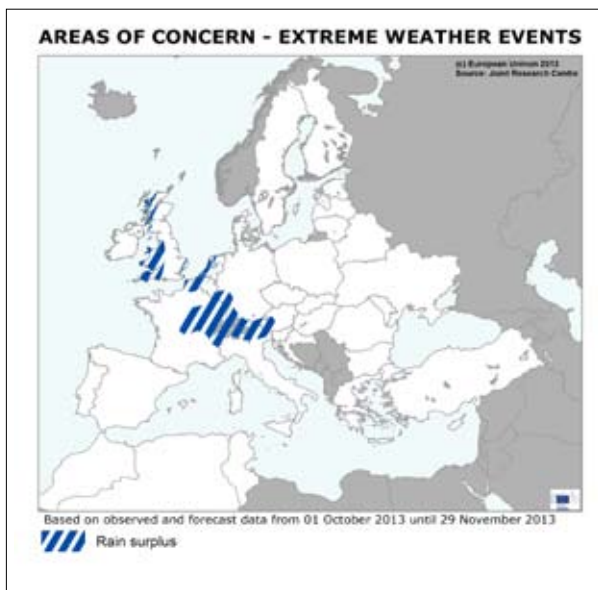 AREAS OF CONCERN - EXTREME WEATHER EVENTS
(c) European Uninon 2013
Source: Joint Research Centre
Based on observed and forecast data from 01 October 2013 until 29 November 2013
Rain surplus